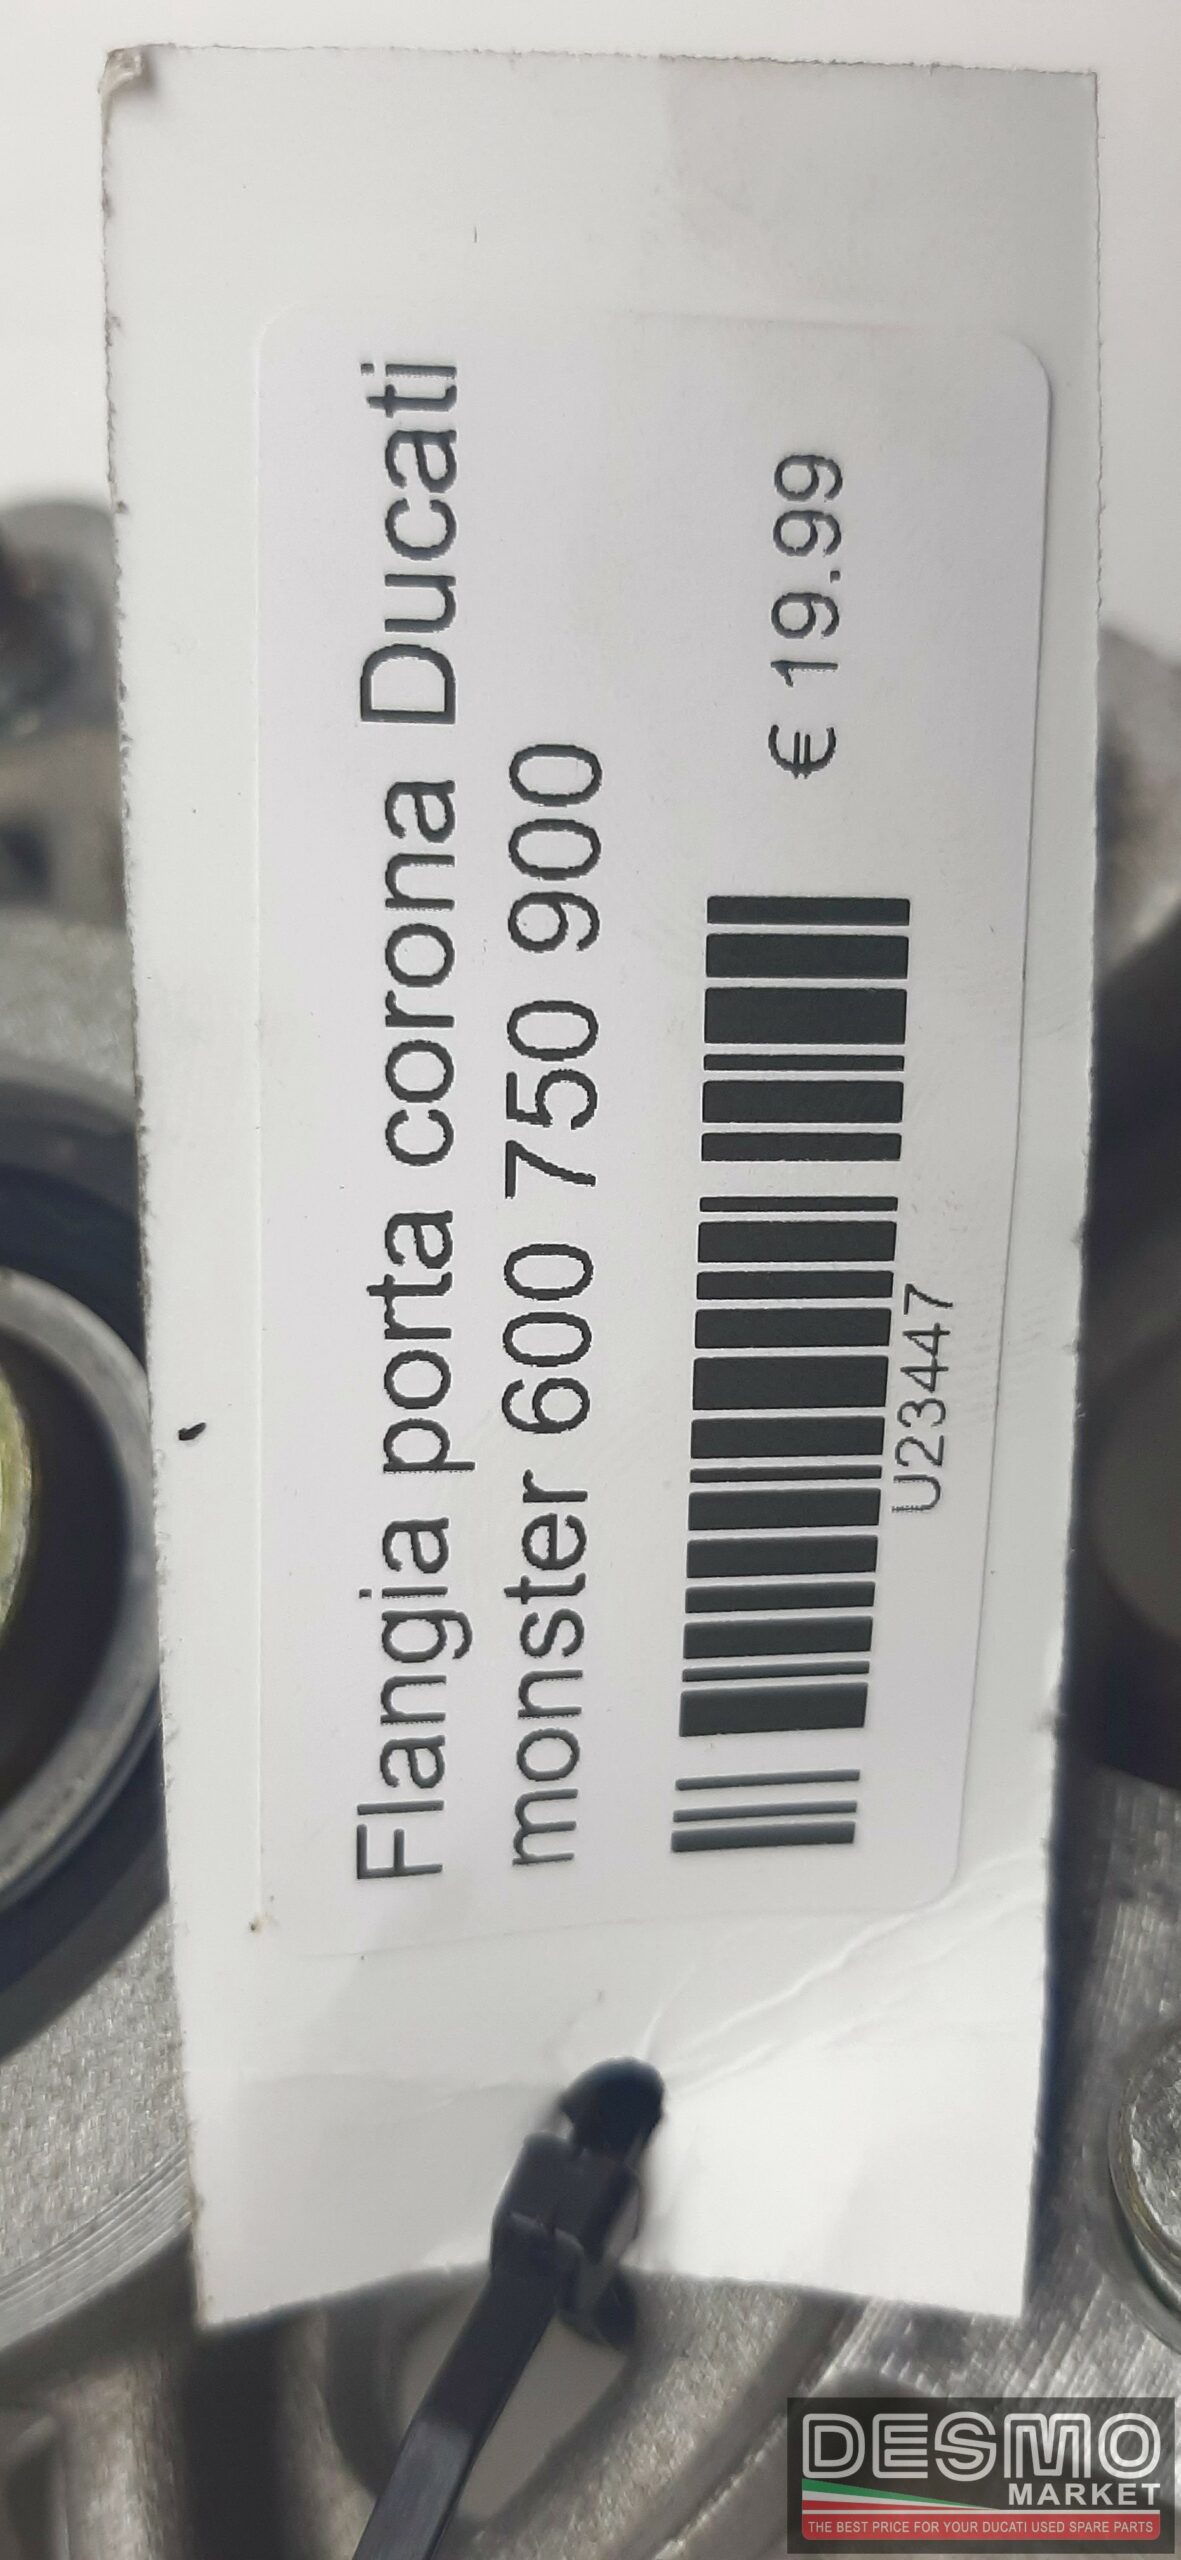 Flangia porta corona Ducati
monster 600 750 900
€ 19.99
U23447
DESMO
MARKET
THE BEST PRICE FOR YOUR DUCATI USED SPARE PARTS